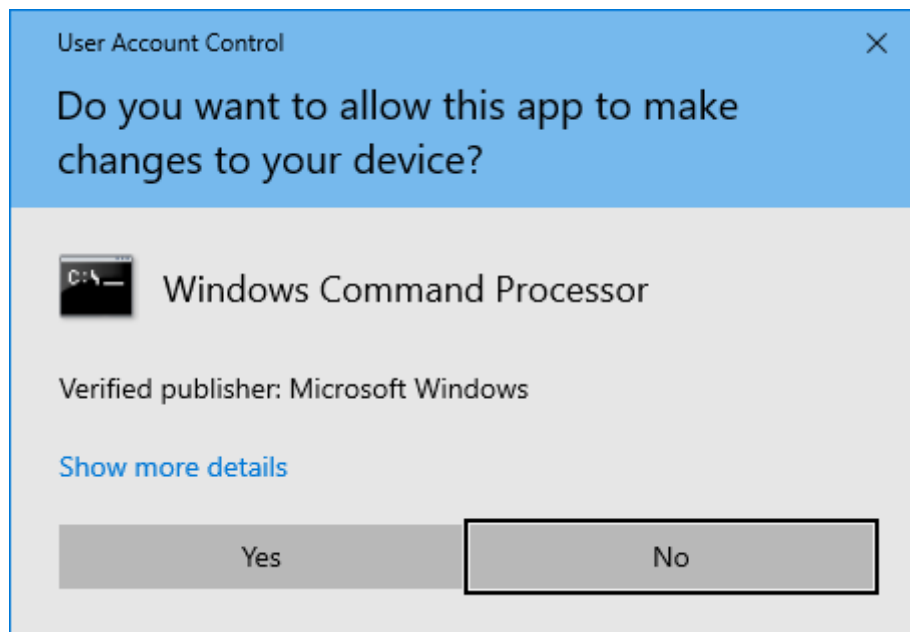 User Account Control
Do you want to allow this app to make
changes to your device?
C:\_
Windows Command Processor
Verified publisher: Microsoft Windows
Show more details
Yes
No